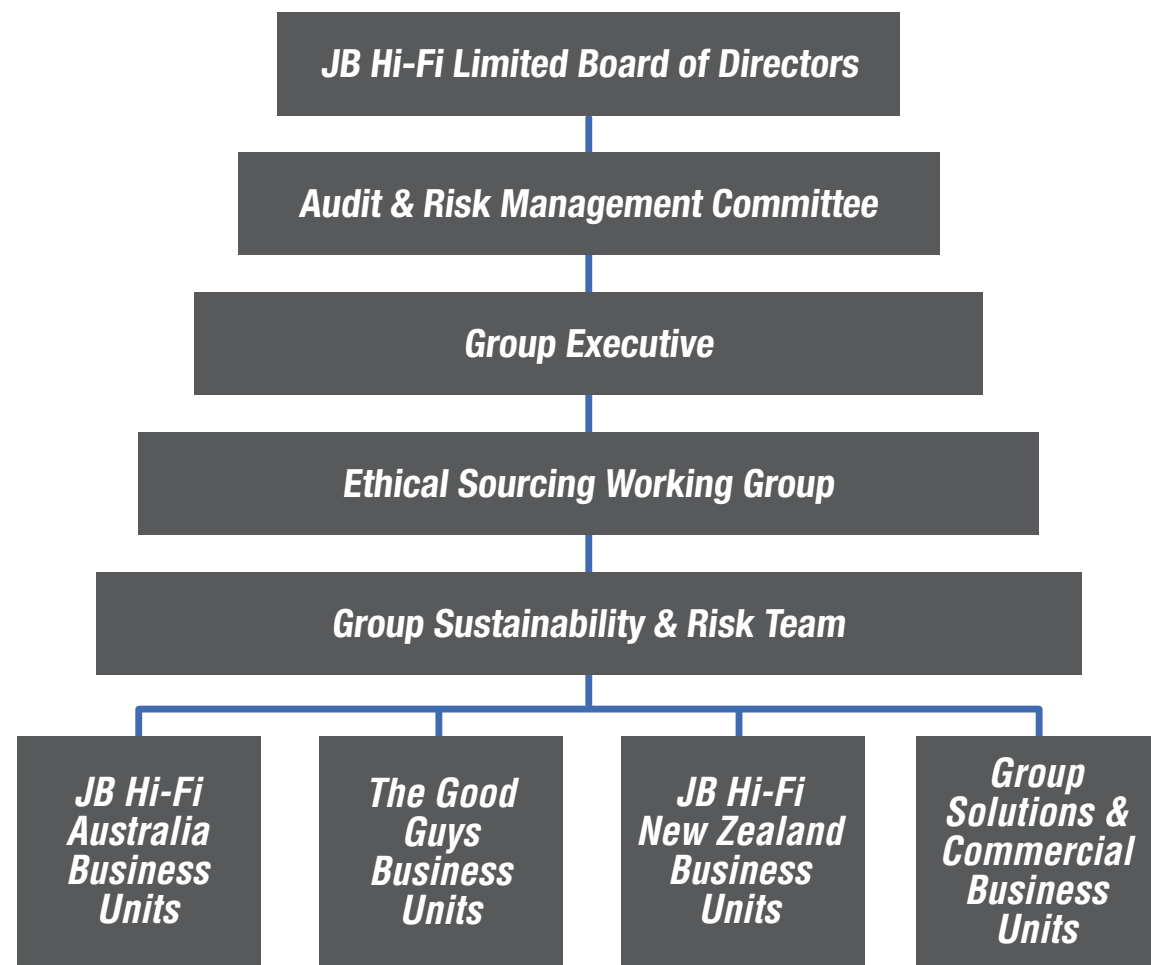 JB Hi-Fi Limited Board of Directors
Audit & Risk Management Committee
Group Executive
Ethical Sourcing Working Group
Group Sustainability & Risk Team
JB Hi-Fi
Australia
Business
Units
The Good
Guys
Business
Units
JB Hi-Fi
New Zealand
Business
Units
Group
Solutions &
Commercial
Business
Units